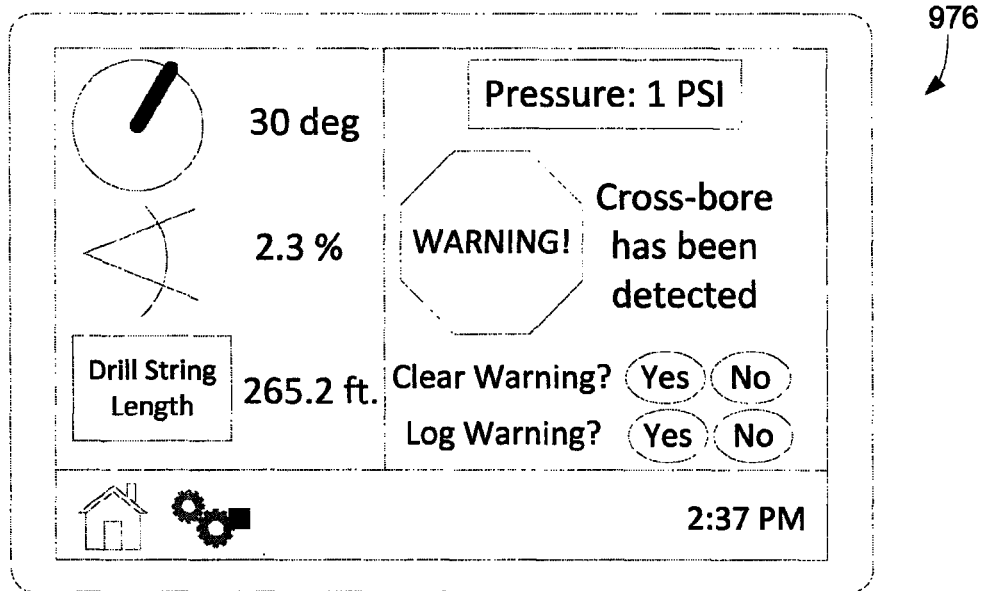 976
30 deg
2.3 %
Drill String
Length
265.2 ft.
Pressure: 1 PSI
WARNING!
Cross-bore
has been
detected
Clear Warning? Yes No
Log Warning? Yes No
2:37 PM